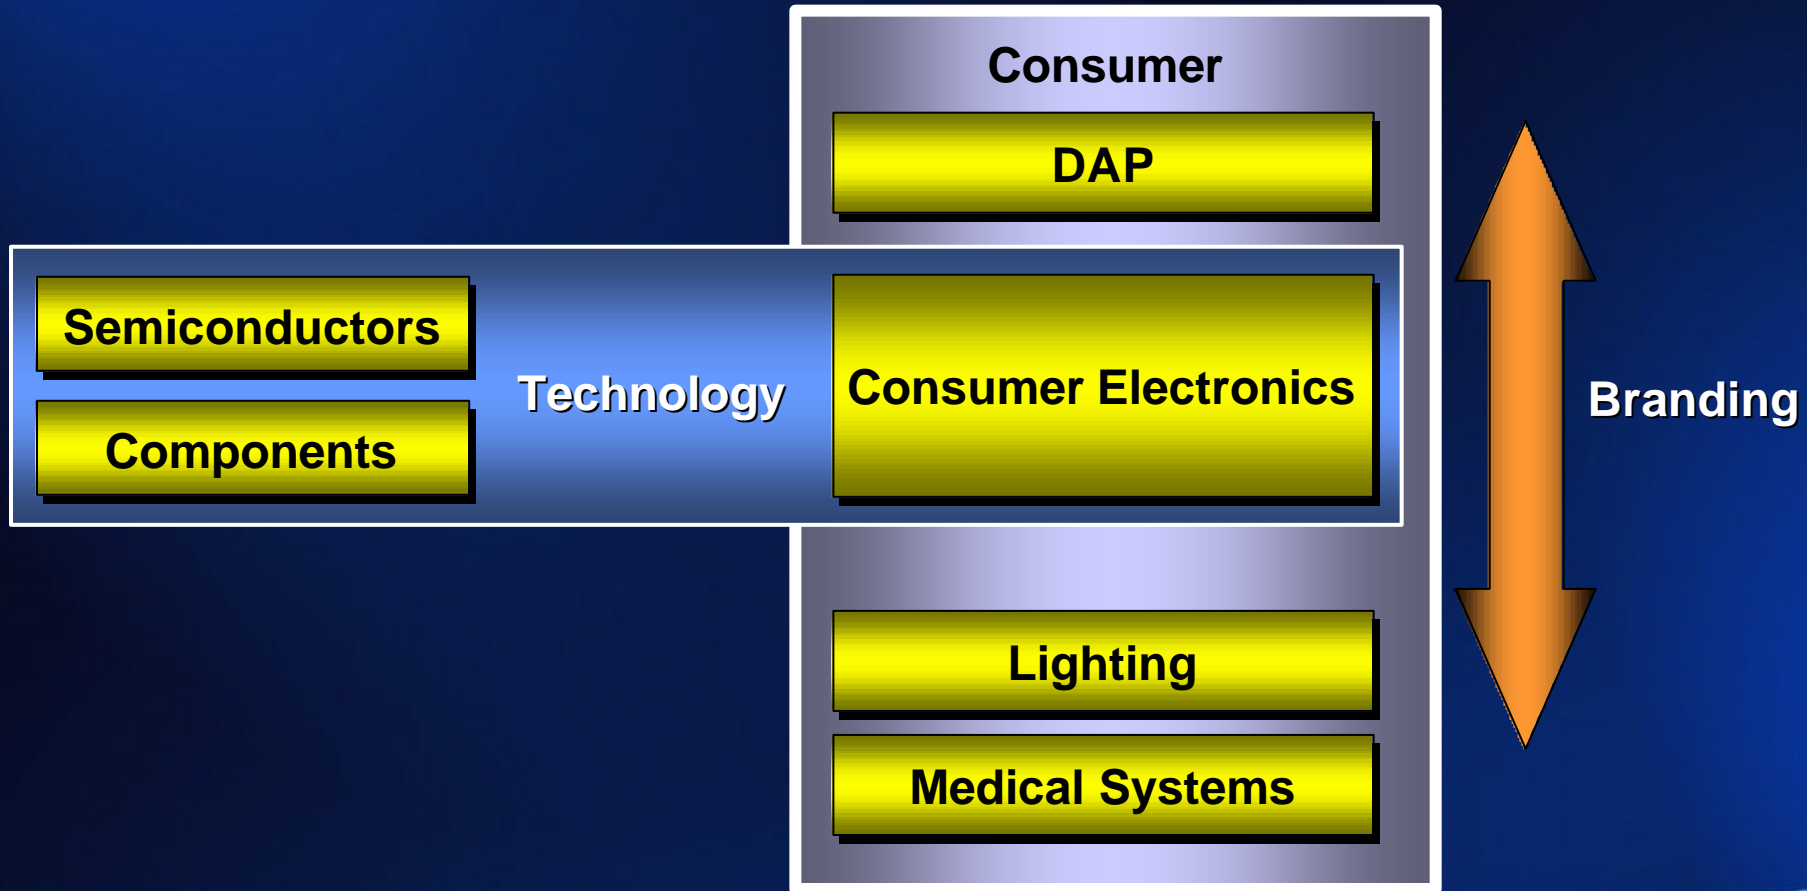 Consumer
DAP
Semiconductors
Components
Technology
Consumer Electronics
Branding
Lighting
Medical Systems